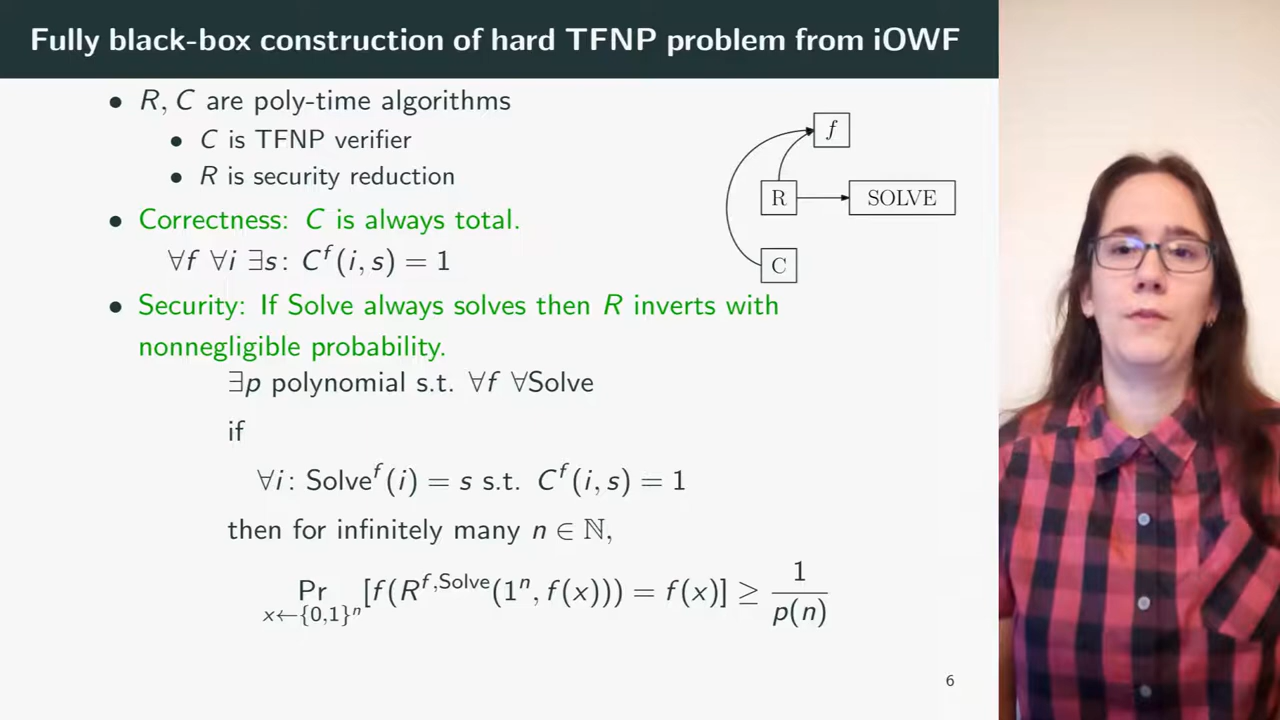 Fully black-box construction of hard TFNP problem from iOWF
• R, C are poly-time algorithms
• C is TFNP verifier
• R is security reduction
• Correctness: C is always total.
∀f ∀i ∃s: C^f(i, s) = 1
f
R
SOLVE
C
• Security: If Solve always solves then R inverts with
nonnegligible probability.
∃p polynomial s.t. ∀f ∀Solve
if
∀i: Solve^f(i) = s s.t. C^f(i, s) = 1
then for infinitely many n ∈ ℕ,
Pr_{x←{0,1}^n} [f(R^{f,Solve}(1^n, f(x))) = f(x)] ≥ 1/p(n)
6